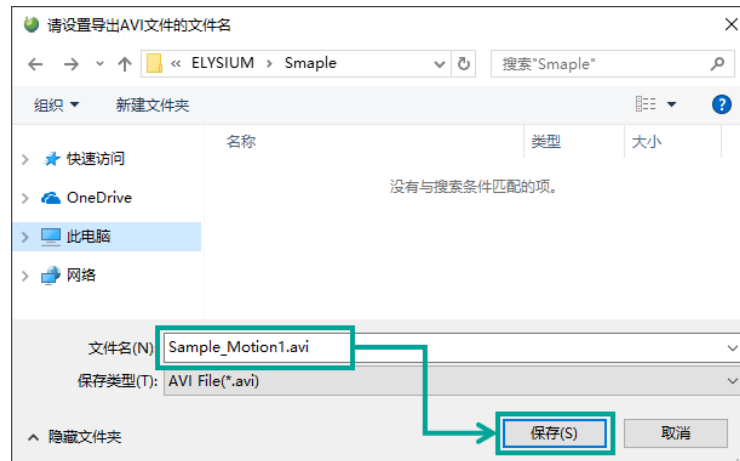 请设置导出AVI文件的文件名
« ELYSIUM › Smaple
搜索"Smaple"
组织
新建文件夹
名称
类型
大小
快速访问
没有与搜索条件匹配的项。
OneDrive
此电脑
网络
文件名(N): Sample_Motion1.avi
保存类型(T): AVI File(*.avi)
隐藏文件夹
保存(S)
取消